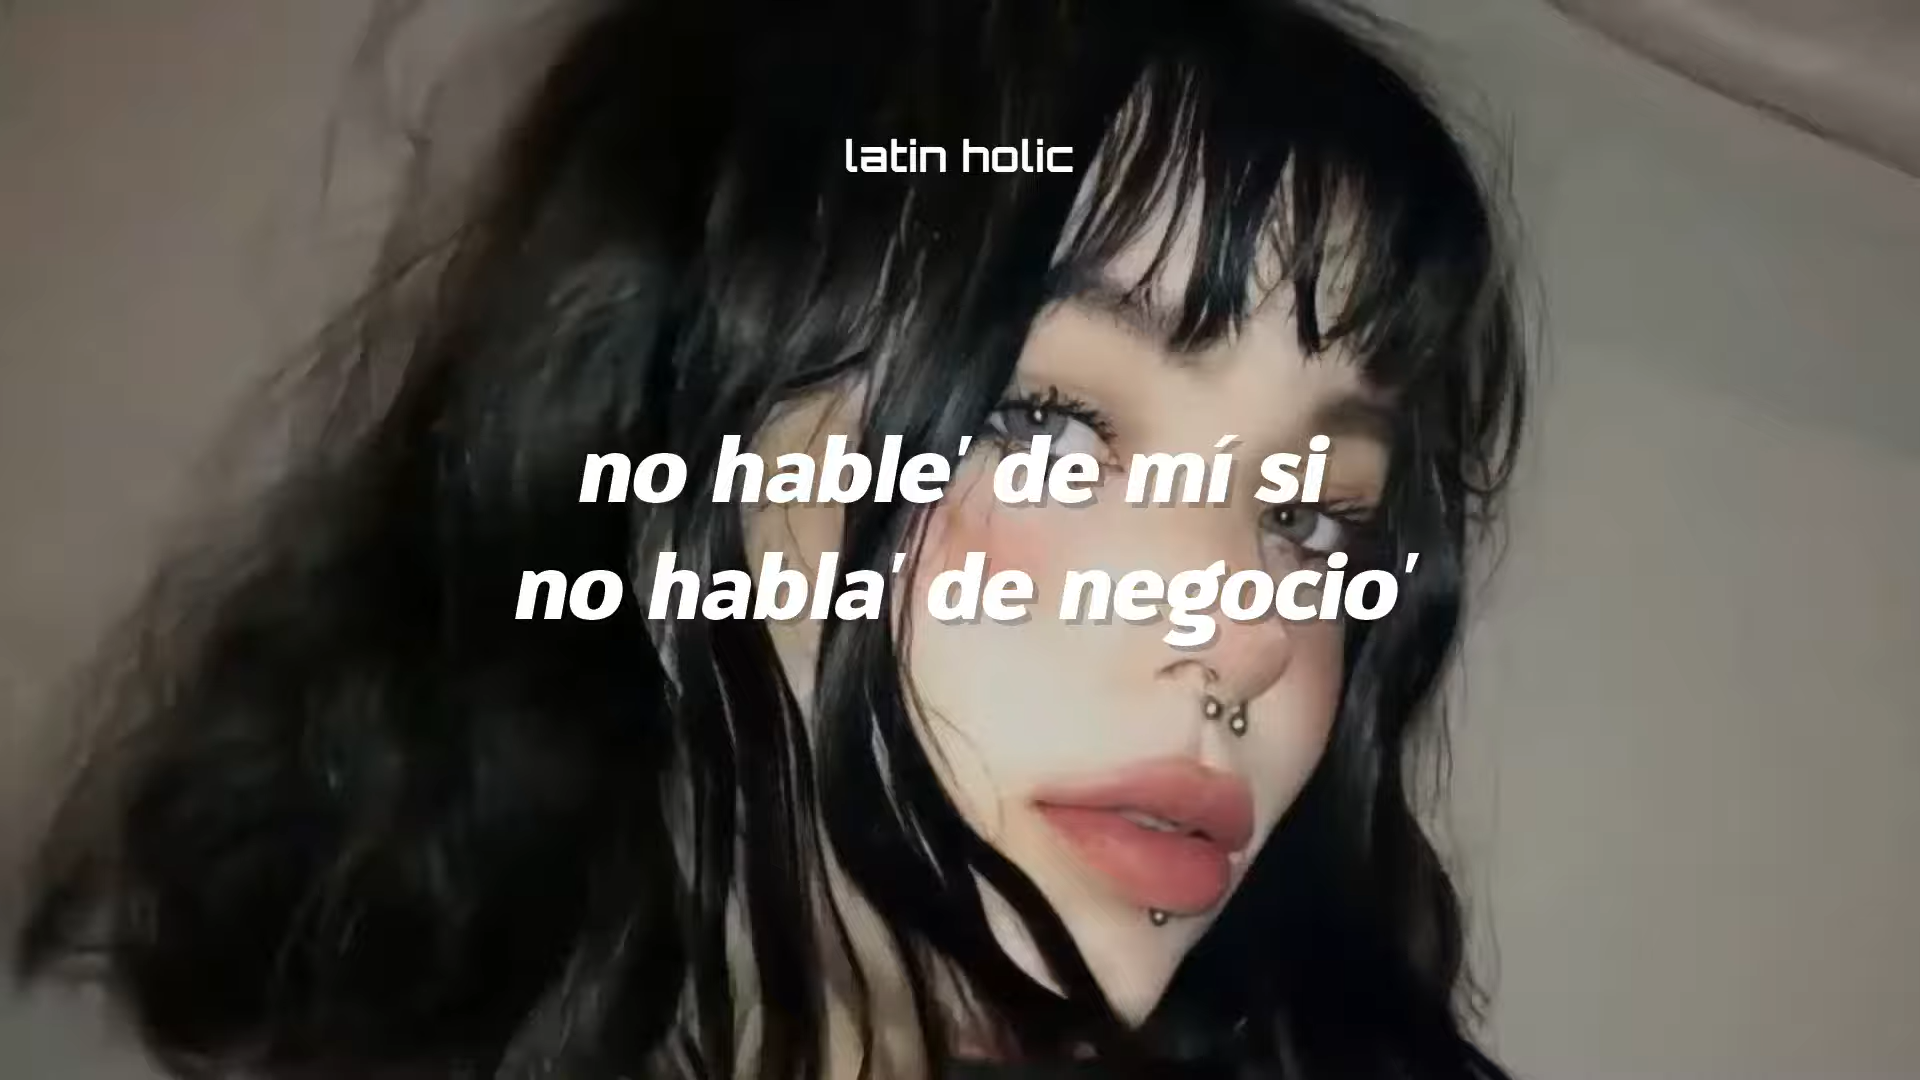 latin holic
no hable' de mí si
no habla' de negocio'